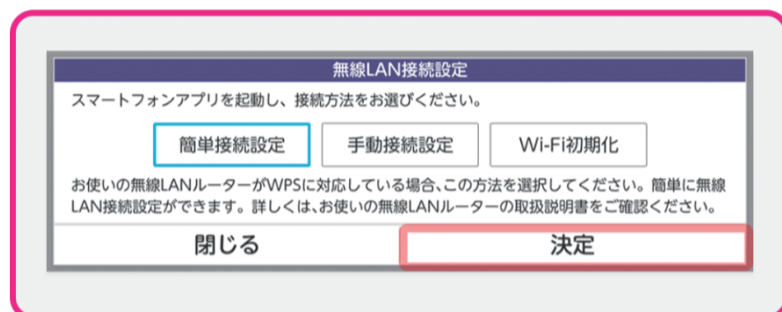 無線LAN接続設定
スマートフォンアプリを起動し、接続方法をお選びください。
簡単接続設定 手動接続設定 Wi-Fi初期化
お使いの無線LANルーターがWPSに対応している場合、この方法を選択してください。簡単に無線
LAN接続設定ができます。詳しくは、お使いの無線LANルーターの取扱説明書をご確認ください。
閉じる 決定